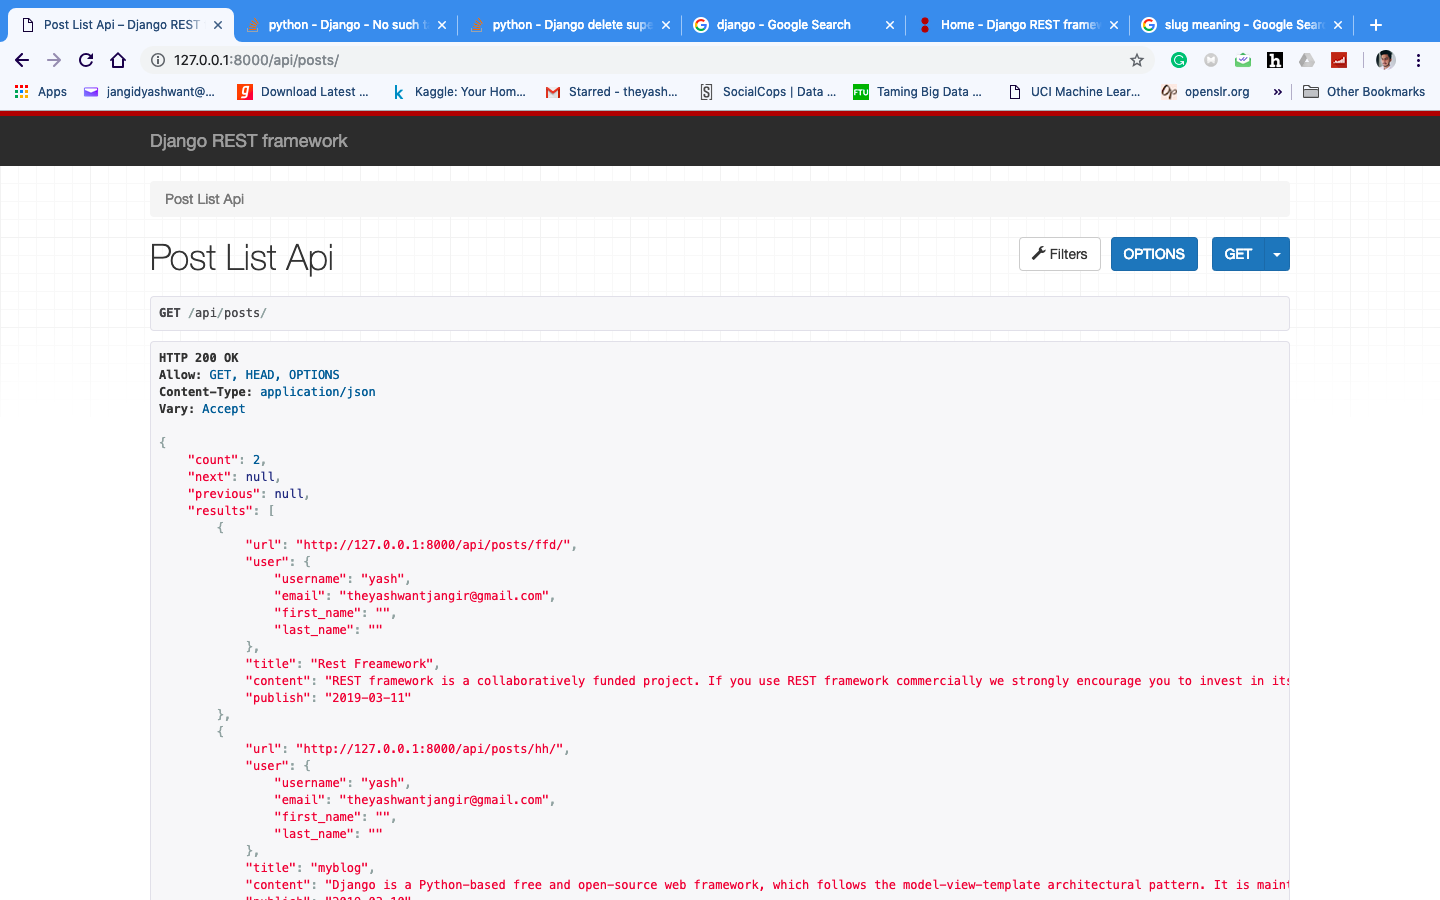 Post List Api – Django REST
python - Django - No such t
python - Django delete supe
django - Google Search
Home - Django REST framew
slug meaning - Google Sear
127.0.0.1:8000/api/posts/
Apps
jangidyashwant@...
Download Latest ...
Kaggle: Your Hom...
Starred - theyash...
SocialCops | Data ...
FTU
Taming Big Data ...
UCI Machine Lear...
openslr.org
»
Other Bookmarks
Django REST framework
Post List Api
Post List Api
Filters
OPTIONS
GET
GET /api/posts/
HTTP 200 OK
Allow: GET, HEAD, OPTIONS
Content-Type: application/json
Vary: Accept
{
"count": 2,
"next": null,
"previous": null,
"results": [
{
"url": "http://127.0.0.1:8000/api/posts/ffd/",
"user": {
"username": "yash",
"email": "theyashwantjangir@gmail.com",
"first_name": "",
"last_name": ""
},
"title": "Rest Freamework",
"content": "REST framework is a collaboratively funded project. If you use REST framework commercially we strongly encourage you to invest in its
"publish": "2019-03-11"
},
{
"url": "http://127.0.0.1:8000/api/posts/hh/",
"user": {
"username": "yash",
"email": "theyashwantjangir@gmail.com",
"first_name": "",
"last_name": ""
},
"title": "myblog",
"content": "Django is a Python-based free and open-source web framework, which follows the model-view-template architectural pattern. It is maint
"publish": "2019-03-10"